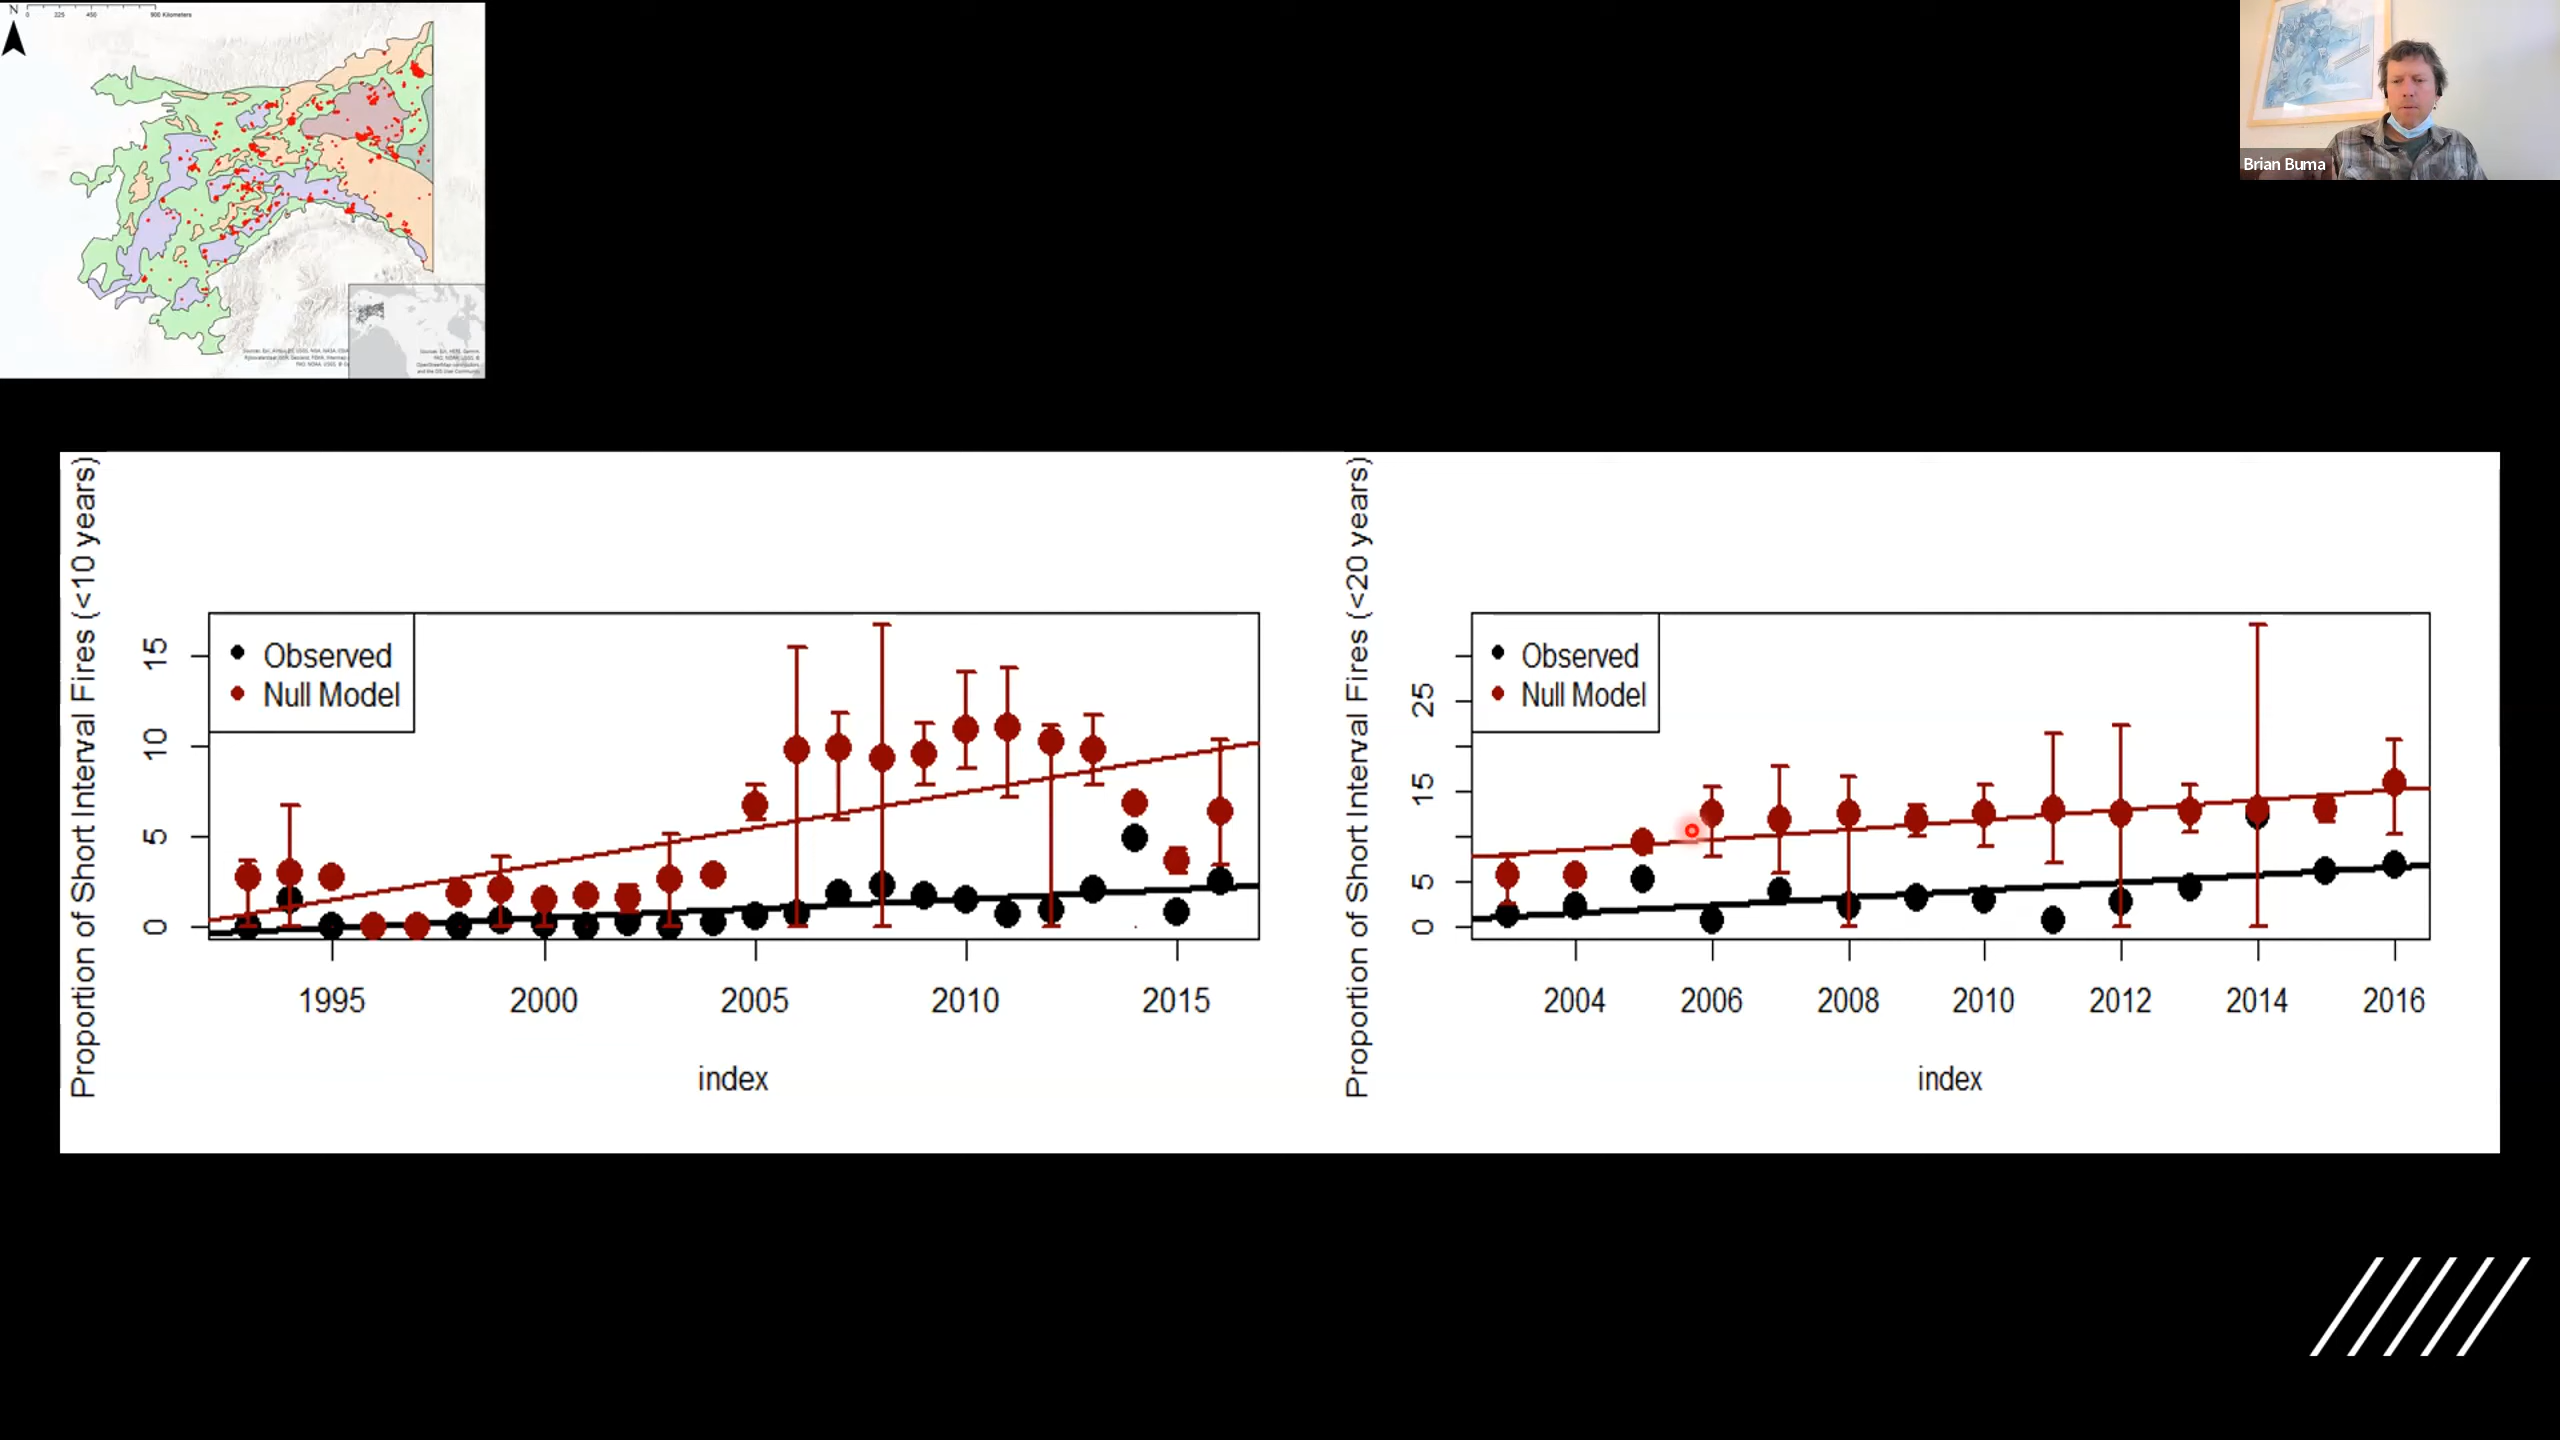 N
0 225 450 900 Kilometers
Brian Buma
Proportion of Short Interval Fires (<10 years)
15
10
5
0
Observed
Null Model
1995 2000 2005 2010 2015
index
Proportion of Short Interval Fires (<20 years)
25
15
5
0
Observed
Null Model
2004 2006 2008 2010 2012 2014 2016
index